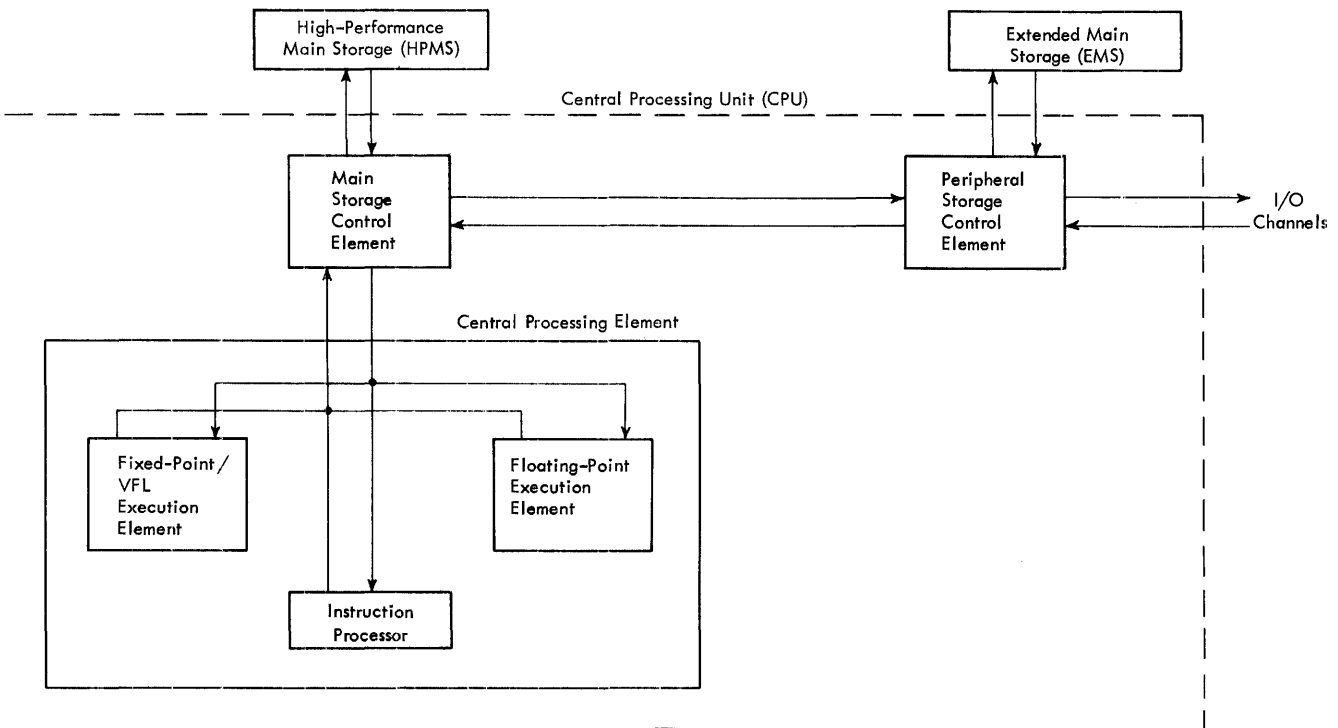 High-Performance
Main Storage (HPMS)
Extended Main
Storage (EMS)
Central Processing Unit (CPU)
Main
Storage
Control
Element
Peripheral
Storage
Control
Element
I/O
Channels
Central Processing Element
Fixed-Point/
VFL
Execution
Element
Floating-Point
Execution
Element
Instruction
Processor